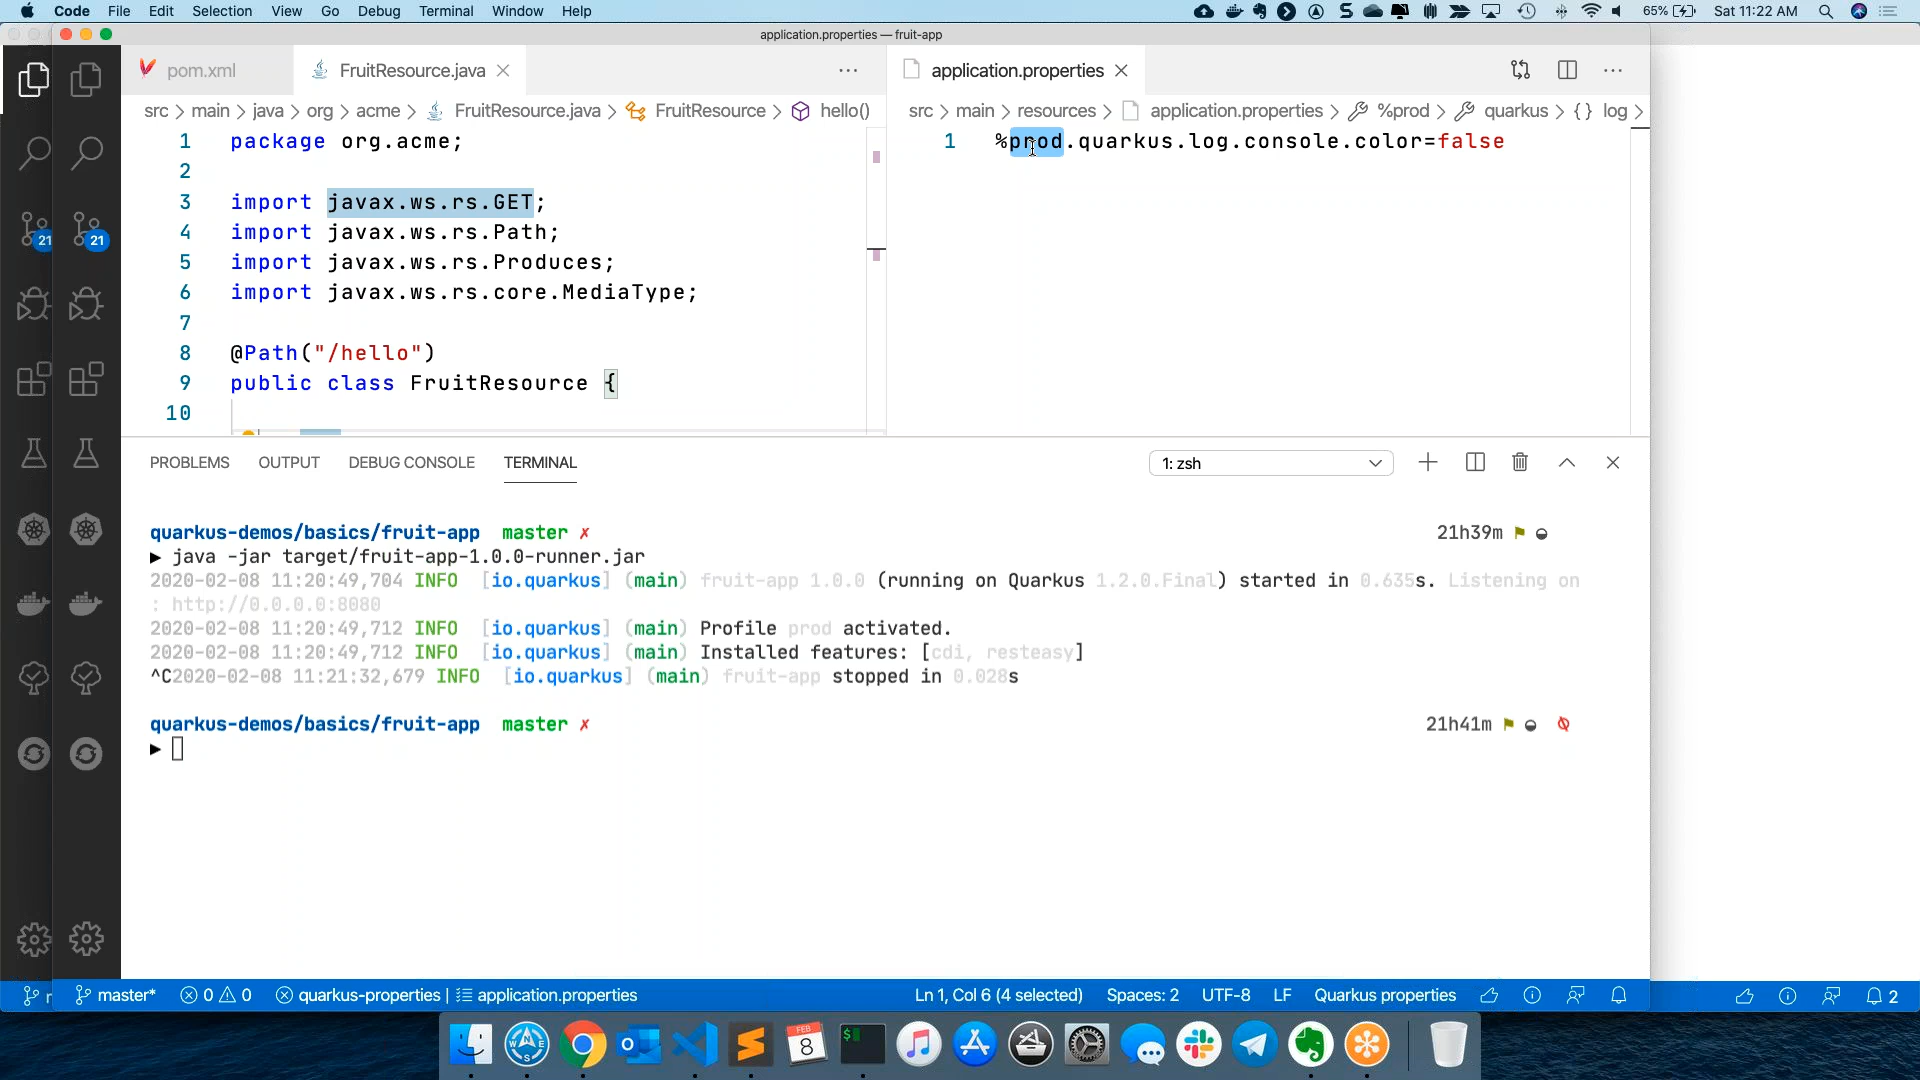 Code File Edit Selection View Go Debug Terminal Window Help 65% Sat 11:22 AM
application.properties — fruit-app
pom.xml FruitResource.java application.properties
src > main > java > org > acme > FruitResource.java > FruitResource > hello()
src > main > resources > application.properties > %prod > quarkus > {} log >
1 package org.acme;
2
3 import javax.ws.rs.GET;
4 import javax.ws.rs.Path;
5 import javax.ws.rs.Produces;
6 import javax.ws.rs.core.MediaType;
7
8 @Path("/hello")
9 public class FruitResource {
10
1 %prod.quarkus.log.console.color=false
21
21
PROBLEMS OUTPUT DEBUG CONSOLE TERMINAL 1: zsh
quarkus-demos/basics/fruit-app master ✗ 21h39m
▶ java -jar target/fruit-app-1.0.0-runner.jar
2020-02-08 11:20:49,704 INFO [io.quarkus] (main) fruit-app 1.0.0 (running on Quarkus 1.2.0.Final) started in 0.635s. Listening on
: http://0.0.0.0:8080
2020-02-08 11:20:49,712 INFO [io.quarkus] (main) Profile prod activated.
2020-02-08 11:20:49,712 INFO [io.quarkus] (main) Installed features: [cdi, resteasy]
^C2020-02-08 11:21:32,679 INFO [io.quarkus] (main) fruit-app stopped in 0.028s
quarkus-demos/basics/fruit-app master ✗ 21h41m
▶
master* 0 0 quarkus-properties | application.properties Ln 1, Col 6 (4 selected) Spaces: 2 UTF-8 LF Quarkus properties 2
FEB
8
$